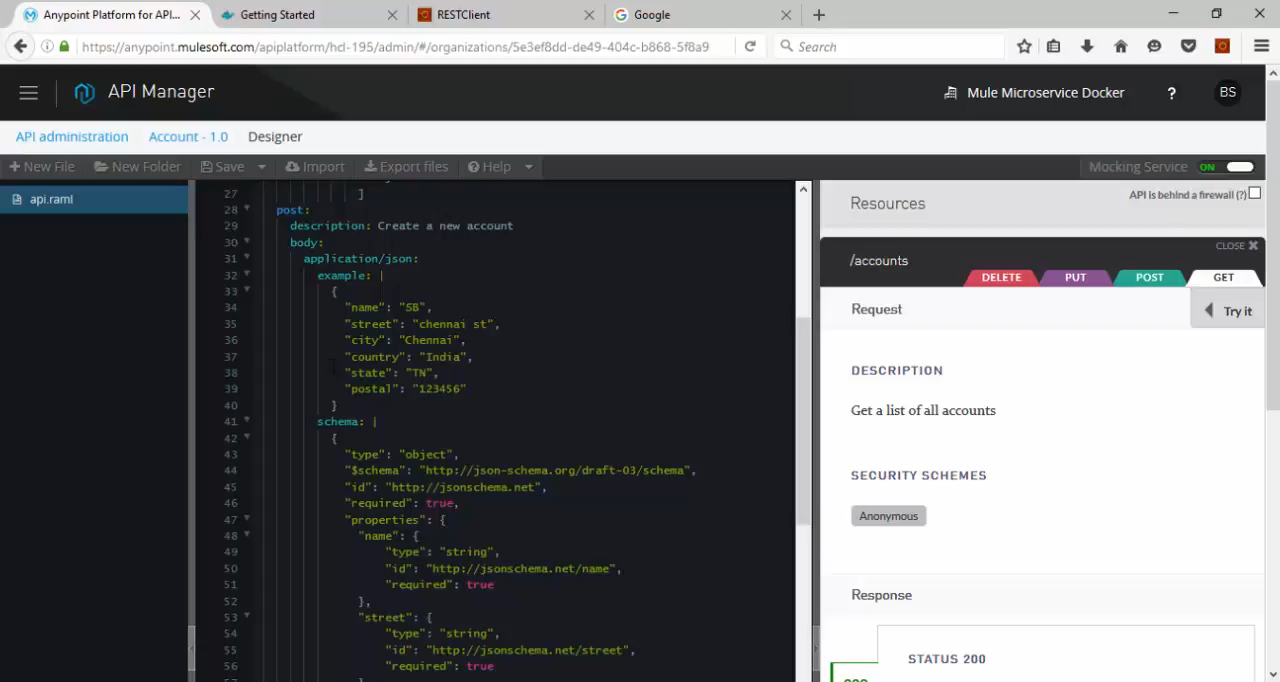 Anypoint Platform for API...
Getting Started
RESTClient
Google
https://anypoint.mulesoft.com/apiplatform/hd-195/admin/#/organizations/5e3ef8dd-de49-404c-b868-5f8a9
Search
API Manager
Mule Microservice Docker
?
BS
API administration
Account - 1.0
Designer
New File
New Folder
Save
Import
Export files
Help
Mocking Service ON
api.raml
27 ]
28 post:
29 description: Create a new account
30 body:
31 application/json:
32 example: |
33 {
34 "name": "SB",
35 "street": "chennai st",
36 "city": "Chennai",
37 "country": "India",
38 "state": "TN",
39 "postal": "123456"
40 }
41 schema: |
42 {
43 "type": "object",
44 "$schema": "http://json-schema.org/draft-03/schema",
45 "id": "http://jsonschema.net",
46 "required": true,
47 "properties": {
48 "name": {
49 "type": "string",
50 "id": "http://jsonschema.net/name",
51 "required": true
52 },
53 "street": {
54 "type": "string",
55 "id": "http://jsonschema.net/street",
56 "required": true
Resources
API is behind a firewall (?)
CLOSE
/accounts
DELETE
PUT
POST
GET
Request
Try it
DESCRIPTION
Get a list of all accounts
SECURITY SCHEMES
Anonymous
Response
STATUS 200